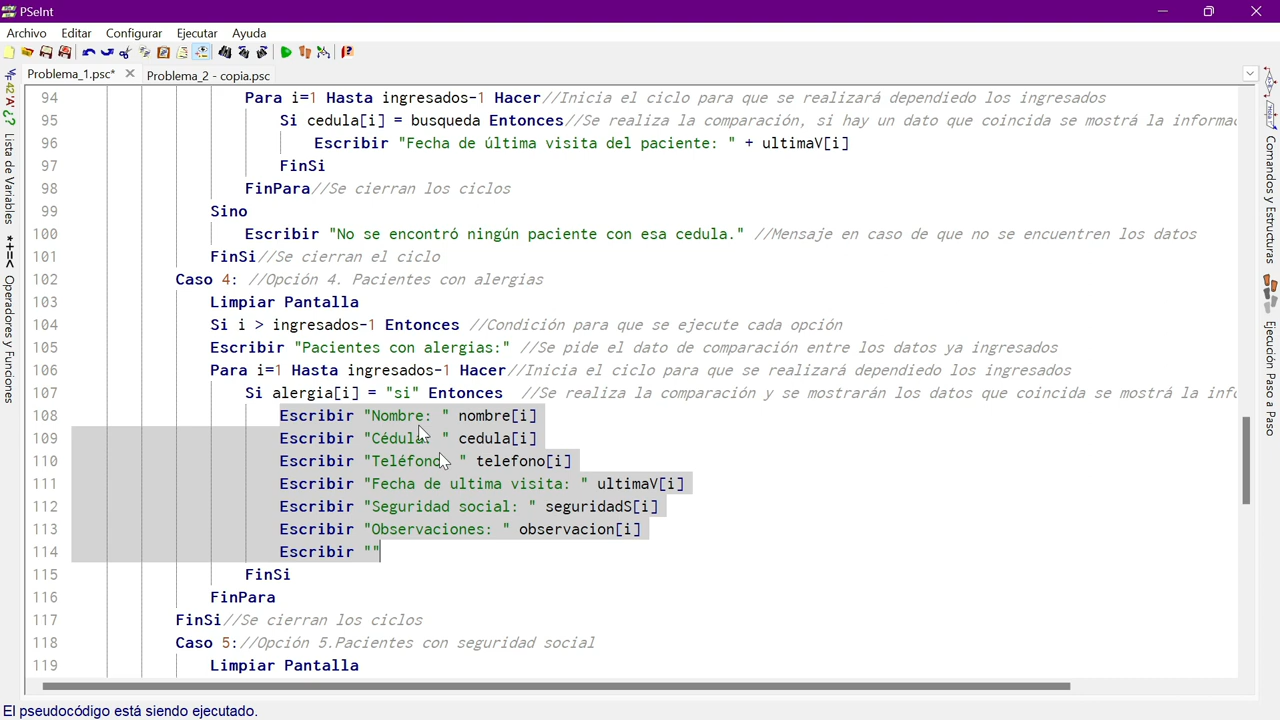 PSeInt
Archivo Editar Configurar Ejecutar Ayuda
Problema_1.psc* Problema_2 - copia.psc
94 Para i=1 Hasta ingresados-1 Hacer//Inicia el ciclo para que se realizará dependiedo los ingresados
95 Si cedula[i] = busqueda Entonces//Se realiza la comparación, si hay un dato que coincida se mostrá la informac
96 Escribir "Fecha de última visita del paciente: " + ultimaV[i]
97 FinSi
98 FinPara//Se cierran los ciclos
99 Sino
100 Escribir "No se encontró ningún paciente con esa cedula." //Mensaje en caso de que no se encuentren los datos
101 FinSi//Se cierran el ciclo
102 Caso 4: //Opción 4. Pacientes con alergias
103 Limpiar Pantalla
104 Si i > ingresados-1 Entonces //Condición para que se ejecute cada opción
105 Escribir "Pacientes con alergias:" //Se pide el dato de comparación entre los datos ya ingresados
106 Para i=1 Hasta ingresados-1 Hacer//Inicia el ciclo para que se realizará dependiedo los ingresados
107 Si alergia[i] = "si" Entonces //Se realiza la comparación y se mostrarán los datos que coincida se mostrá la info
108 Escribir "Nombre: " nombre[i]
109 Escribir "Cédula: " cedula[i]
110 Escribir "Teléfono: " telefono[i]
111 Escribir "Fecha de ultima visita: " ultimaV[i]
112 Escribir "Seguridad social: " seguridadS[i]
113 Escribir "Observaciones: " observacion[i]
114 Escribir ""
115 FinSi
116 FinPara
117 FinSi//Se cierran los ciclos
118 Caso 5://Opción 5.Pacientes con seguridad social
119 Limpiar Pantalla
El pseudocódigo está siendo ejecutado.
Lista de Variables
Operadores y Funciones
Comandos y Estructuras
Ejecución Paso a Paso